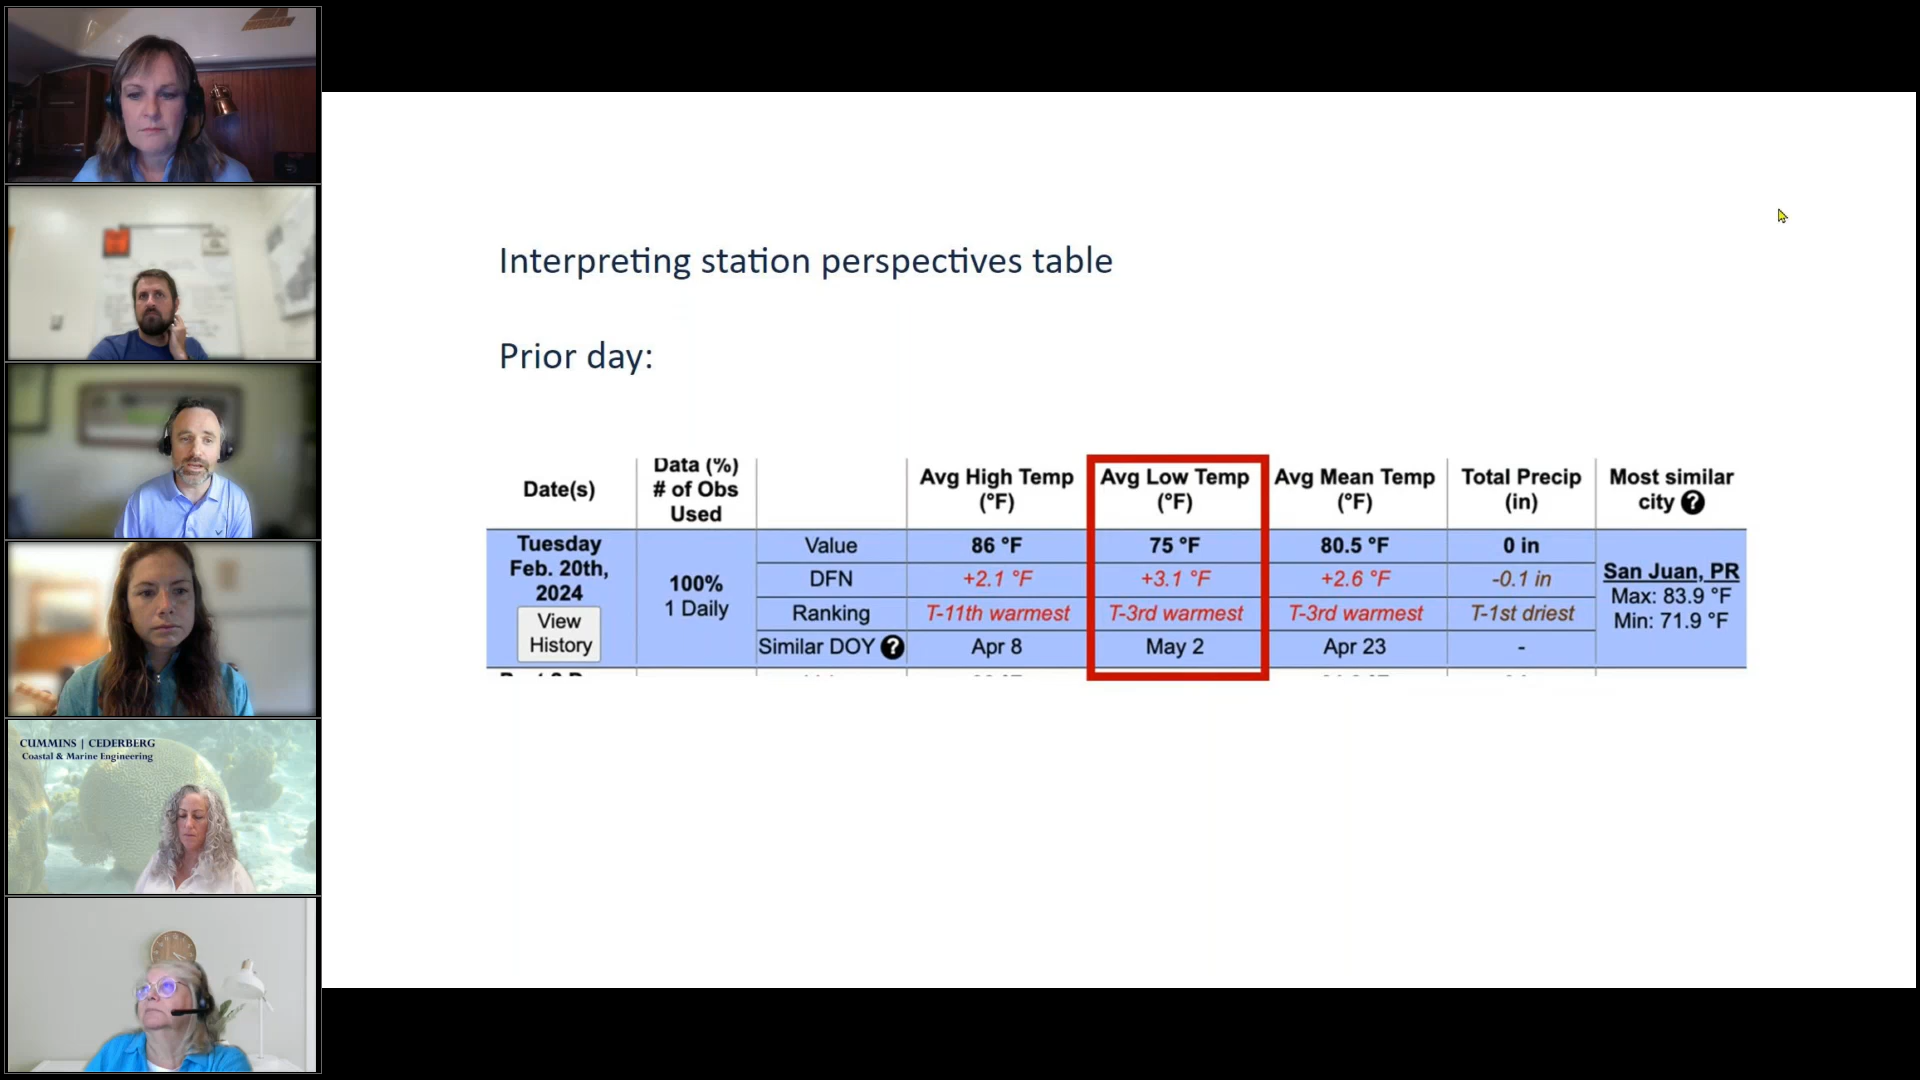 CUMMINS | CEDERBERG
Coastal & Marine Engineering
Interpreting station perspectives table
Prior day:
Date(s)
Data (%)
# of Obs
Used
Avg High Temp
(°F)
Avg Low Temp
(°F)
Avg Mean Temp
(°F)
Total Precip
(in)
Most similar
city ?
Tuesday
Feb. 20th,
2024
View
History
100%
1 Daily
Value
86 °F
75 °F
80.5 °F
0 in
DFN
+2.1 °F
+3.1 °F
+2.6 °F
-0.1 in
Ranking
T-11th warmest
T-3rd warmest
T-3rd warmest
T-1st driest
Similar DOY ?
Apr 8
May 2
Apr 23
-
San Juan, PR
Max: 83.9 °F
Min: 71.9 °F